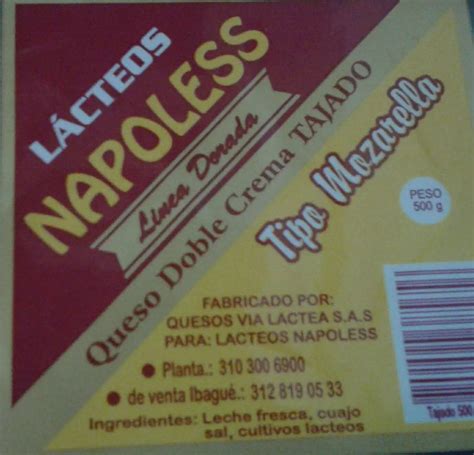 LÁCTEOS
NAPOLESS
Linea Dorada
Queso Doble Crema TAJADO
Tipo Mozarella
PESO
500 g
FABRICADO POR:
QUESOS VIA LACTEA S.A.S
PARA: LACTEOS NAPOLESS
● Planta.: 310 300 6900
● de venta Ibagué.: 312 819 05 33
Ingredientes: Leche fresca, cuajo
sal, cultivos lacteos
Tajado 500